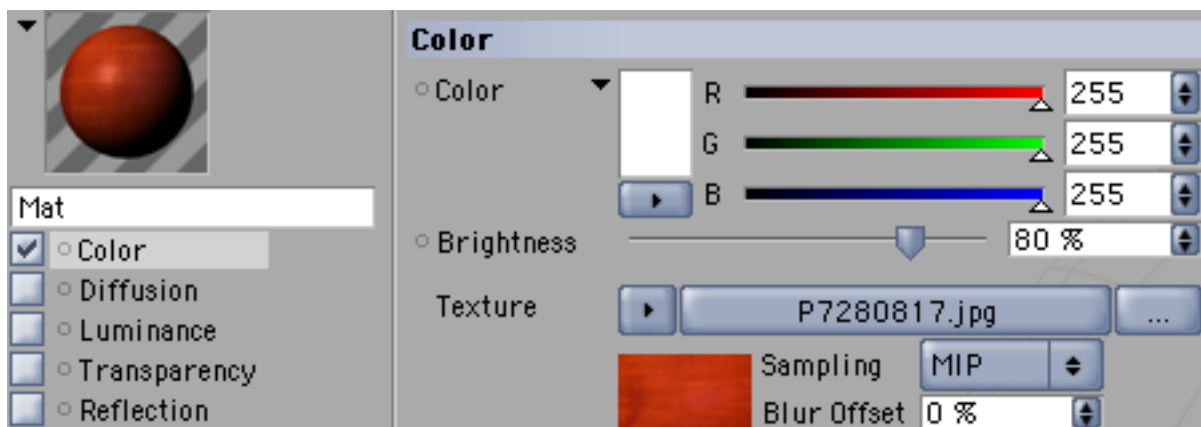 Color
Color
R 255
G 255
B 255
Mat
Color
Brightness 80 %
Diffusion
Texture P7280817.jpg ...
Luminance
Transparency
Sampling MIP
Reflection
Blur Offset 0 %